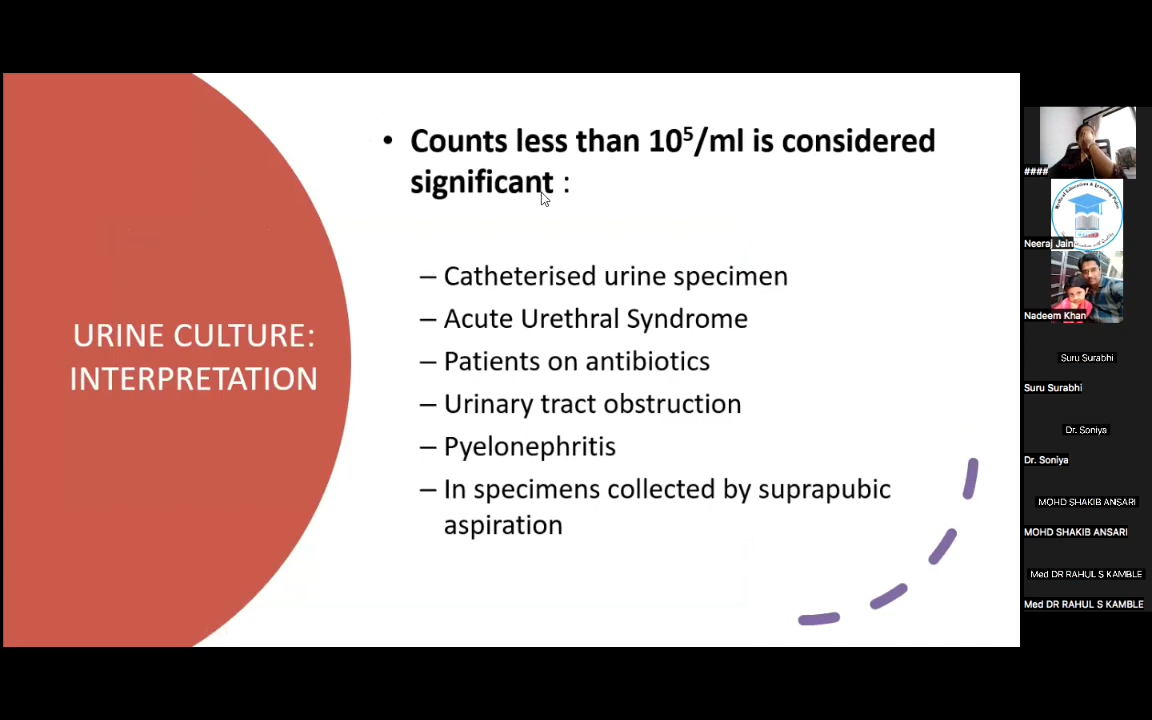 • Counts less than 10⁵/ml is considered
significant :
– Catheterised urine specimen
– Acute Urethral Syndrome
– Patients on antibiotics
– Urinary tract obstruction
– Pyelonephritis
– In specimens collected by suprapubic
aspiration
URINE CULTURE:
INTERPRETATION
####
Neeraj Jain
Nadeem Khan
Suru Surabhi
Suru Surabhi
Dr. Soniya
Dr. Soniya
MOHD SHAKIB ANSARI
MOHD SHAKIB ANSARI
Med DR RAHUL S KAMBLE
Med DR RAHUL S KAMBLE